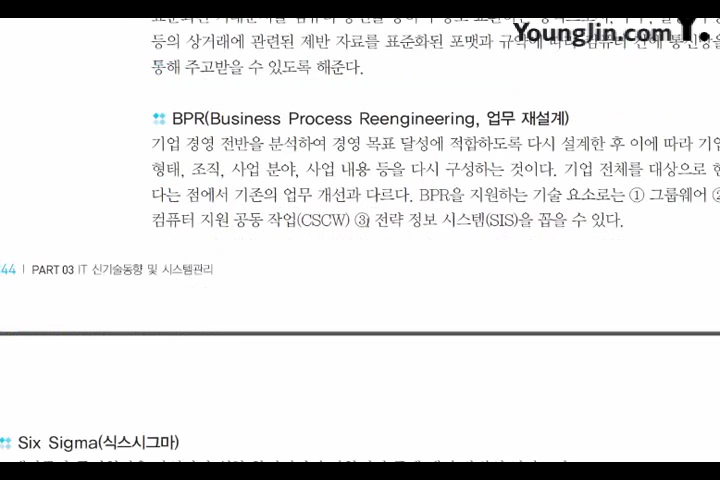 YoungJin.com Y.
등의 상거래에 관련된 제반 자료를 표준화된 포맷과 규약에 따라 컴퓨터 간에 통신망을
통해 주고받을 수 있도록 해준다.
BPR(Business Process Reengineering, 업무 재설계)
기업 경영 전반을 분석하여 경영 목표 달성에 적합하도록 다시 설계한 후 이에 따라 기업
형태, 조직, 사업 분야, 사업 내용 등을 다시 구성하는 것이다. 기업 전체를 대상으로 한
다는 점에서 기존의 업무 개선과 다르다. BPR을 지원하는 기술 요소로는 ① 그룹웨어 ②
컴퓨터 지원 공동 작업(CSCW) ③ 전략 정보 시스템(SIS)을 꼽을 수 있다.
44 | PART 03 IT 신기술동향 및 시스템관리
Six Sigma(식스시그마)